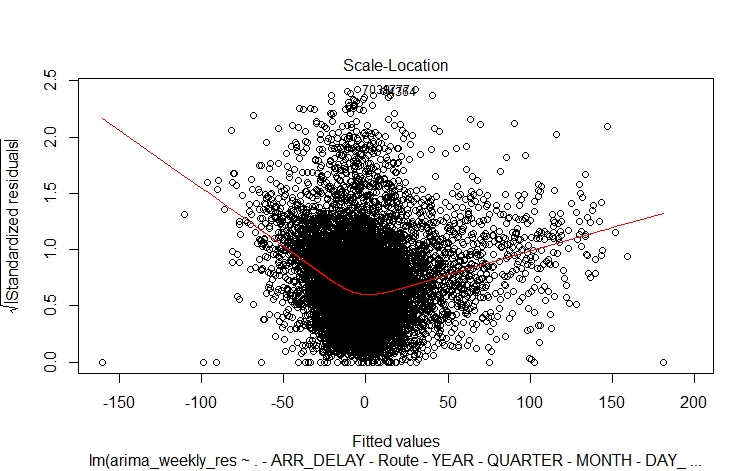 Scale-Location
√|Standardized residuals|
2.5
2.0
1.5
1.0
0.5
0.0
-150 -100 -50 0 50 100 150 200
Fitted values
lm(arima_weekly_res ~ . - ARR_DELAY - Route - YEAR - QUARTER - MONTH - DAY_ ...